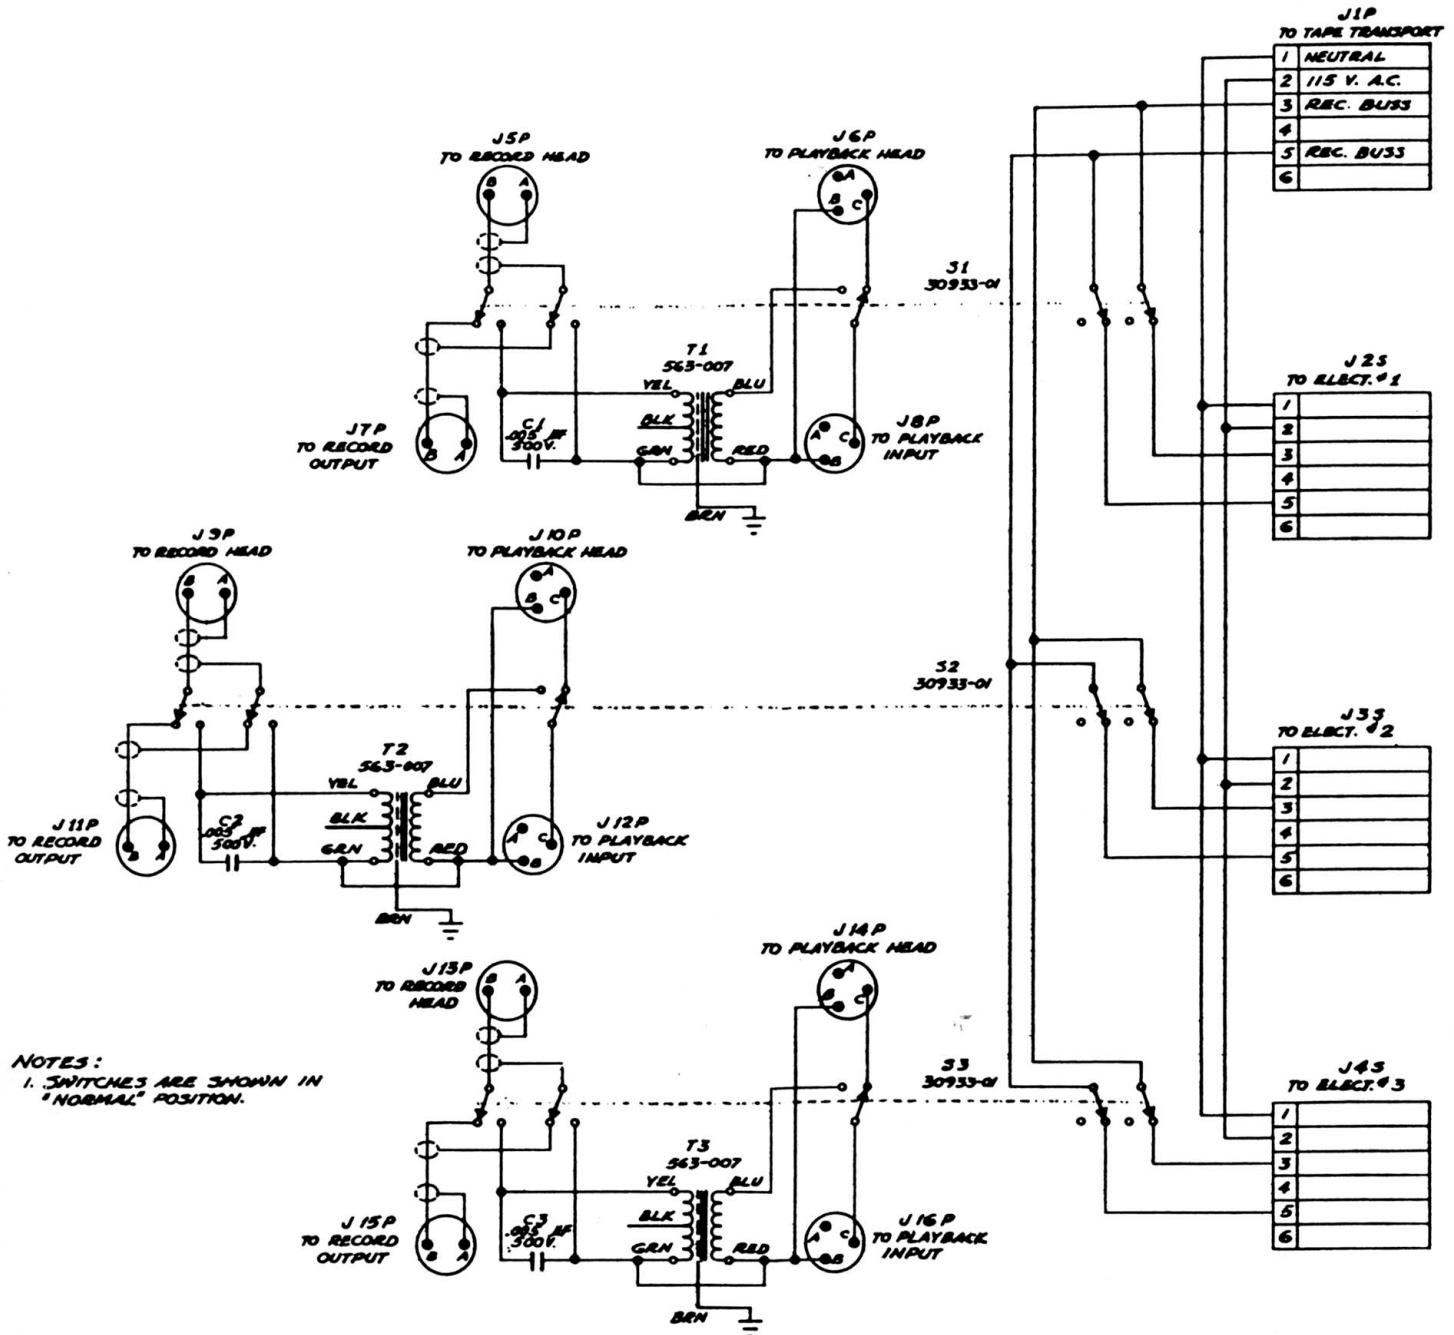 J1P
TO TAPE TRANSPORT
1 NEUTRAL
2 115 V. A.C.
3 REC. BUSS
4
5 REC. BUSS
6
J5P
TO RECORD HEAD
B A
J6P
TO PLAYBACK HEAD
A
B C
S1
30933-01
T1
563-007
YEL BLU
BLK
GRN RED
BRN
C1
.005 µF
500V.
J7P
TO RECORD
OUTPUT
B A
J8P
TO PLAYBACK
INPUT
A C
B
J2S
TO ELECT. #1
1
2
3
4
5
6
J9P
TO RECORD HEAD
B A
J10P
TO PLAYBACK HEAD
A
B C
S2
30933-01
T2
563-007
YEL BLU
BLK
GRN RED
BRN
C2
.005 µF
500V.
J11P
TO RECORD
OUTPUT
B A
J12P
TO PLAYBACK
INPUT
A C
B
J3S
TO ELECT. #2
1
2
3
4
5
6
J13P
TO RECORD
HEAD
B A
J14P
TO PLAYBACK HEAD
A
B C
NOTES:
1. SWITCHES ARE SHOWN IN
"NORMAL" POSITION.
S3
30933-01
T3
563-007
YEL BLU
BLK
GRN RED
BRN
C3
.005 µF
500V.
J15P
TO RECORD
OUTPUT
B A
J16P
TO PLAYBACK
INPUT
A C
B
J4S
TO ELECT. #3
1
2
3
4
5
6